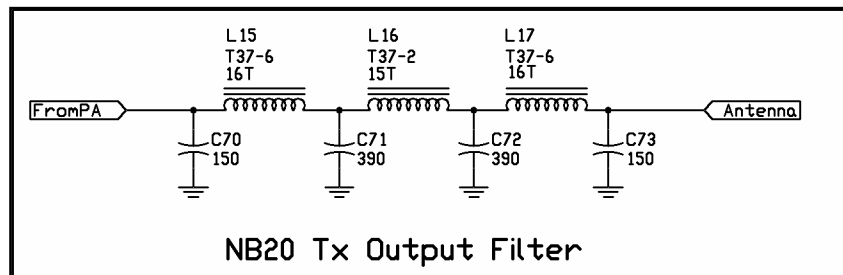 L15
T37-6
16T
L16
T37-2
15T
L17
T37-6
16T
FromPA
Antenna
C70
150
C71
390
C72
390
C73
150
NB20 Tx Output Filter